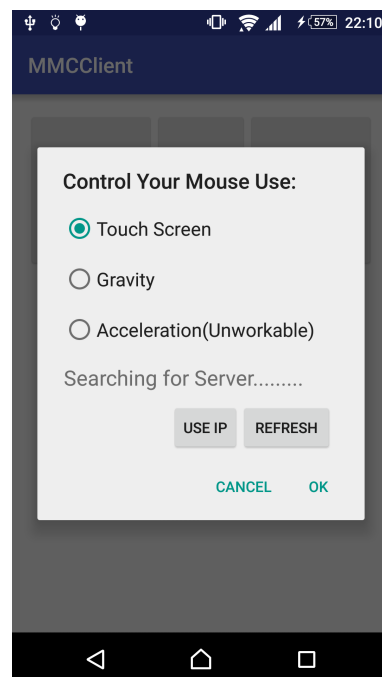 57% 22:10
MMCClient
Control Your Mouse Use:
Touch Screen
Gravity
Acceleration(Unworkable)
Searching for Server.........
USE IP REFRESH
CANCEL OK